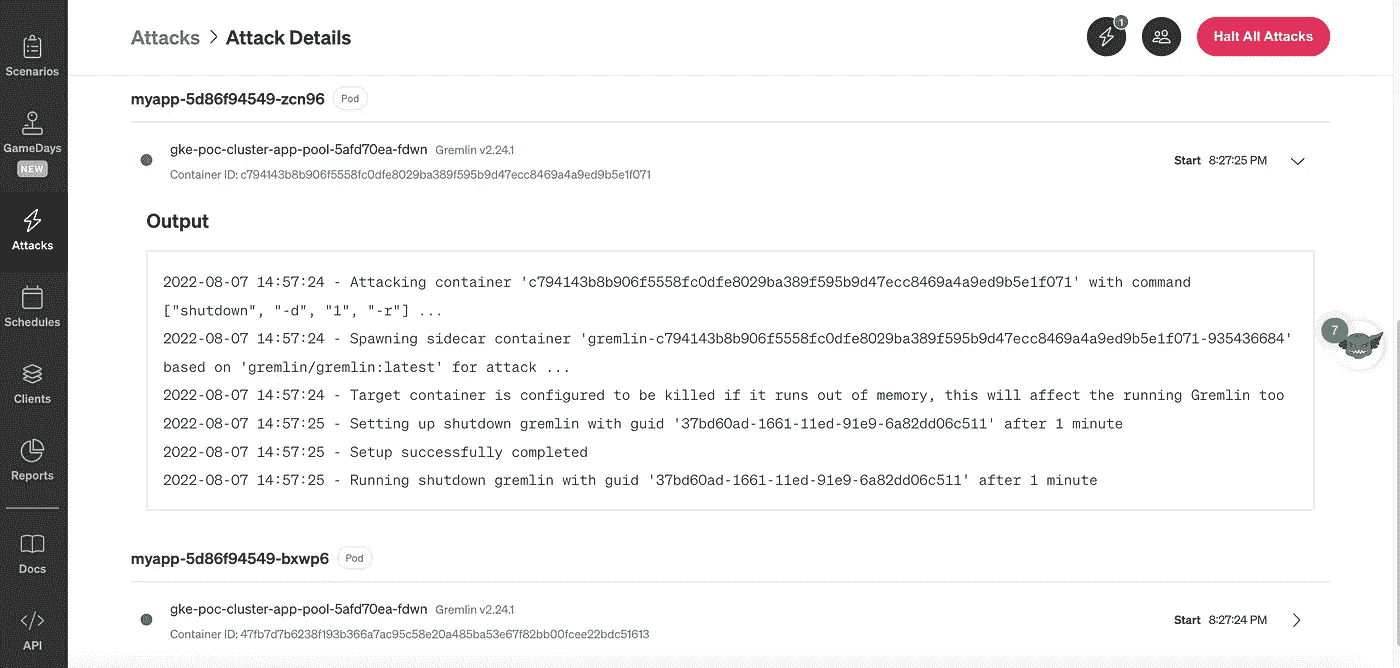 Attacks > Attack Details
1
Halt All Attacks
Scenarios
GameDays
NEW
Attacks
Schedules
Clients
Reports
Docs
API
myapp-5d86f94549-zcn96 Pod
gke-poc-cluster-app-pool-5afd70ea-fdwn Gremlin v2.24.1
Container ID: c794143b8b906f5558fc0dfe8029ba389f595b9d47ecc8469a4a9ed9b5e1f071
Start 8:27:25 PM
Output
2022-08-07 14:57:24 - Attacking container 'c794143b8b906f5558fc0dfe8029ba389f595b9d47ecc8469a4a9ed9b5e1f071' with command
["shutdown", "-d", "1", "-r"] ...
2022-08-07 14:57:24 - Spawning sidecar container 'gremlin-c794143b8b906f5558fc0dfe8029ba389f595b9d47ecc8469a4a9ed9b5e1f071-935436684'
based on 'gremlin/gremlin:latest' for attack ...
2022-08-07 14:57:24 - Target container is configured to be killed if it runs out of memory, this will affect the running Gremlin too
2022-08-07 14:57:25 - Setting up shutdown gremlin with guid '37bd60ad-1661-11ed-91e9-6a82dd06c511' after 1 minute
2022-08-07 14:57:25 - Setup successfully completed
2022-08-07 14:57:25 - Running shutdown gremlin with guid '37bd60ad-1661-11ed-91e9-6a82dd06c511' after 1 minute
7
myapp-5d86f94549-bxwp6 Pod
gke-poc-cluster-app-pool-5afd70ea-fdwn Gremlin v2.24.1
Container ID: 47fb7d7b6238f193b366a7ac95c58e20a485ba53e67f82bb00fcee22bdc51613
Start 8:27:24 PM